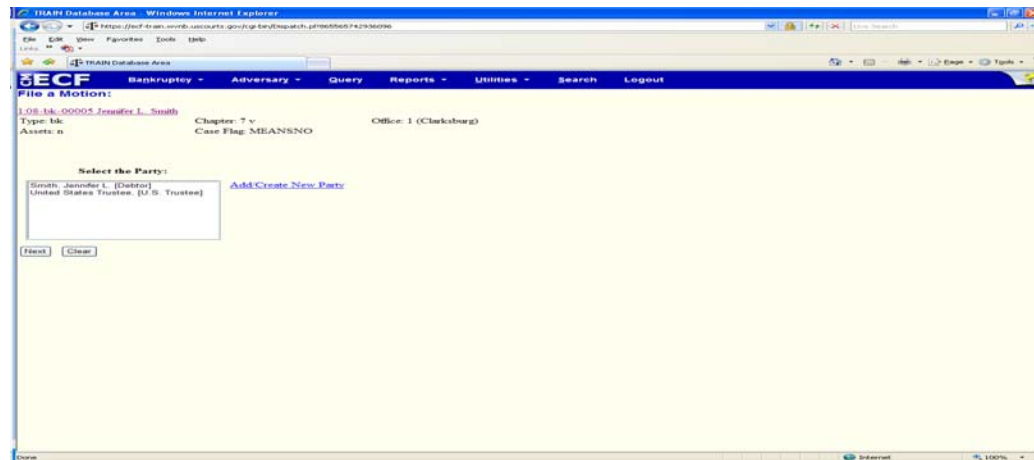 TRAIN Database Area - Windows Internet Explorer
Live Search
File Edit View Favorites Tools Help
Links
TRAIN Database Area
Page Tools
ECF Bankruptcy Adversary Query Reports Utilities Search Logout
File a Motion:
1:08-bk-00005 Jennifer L. Smith
Type: bk Chapter: 7 v Office: 1 (Clarksburg)
Assets: n Case Flag: MEANSNO
Select the Party:
Smith, Jennifer L. [Debtor] Add/Create New Party
United States Trustee, [U.S. Trustee]
Next Clear
Done Internet 100%